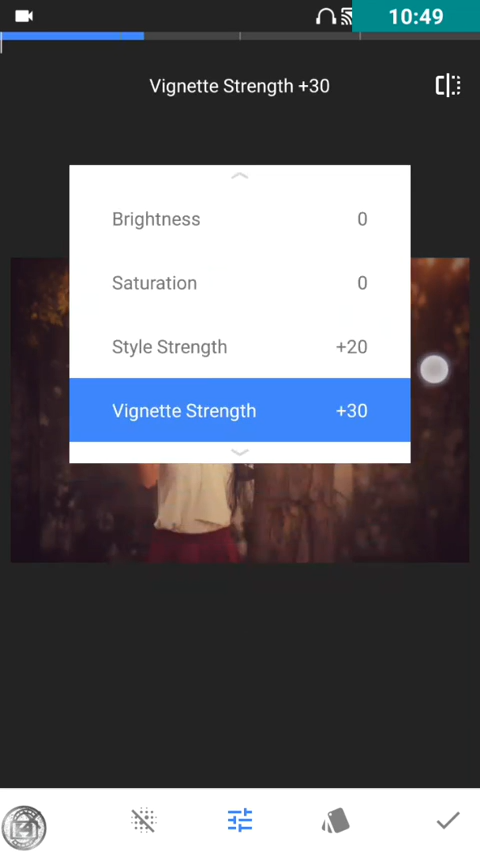 10:49
Vignette Strength +30
Brightness 0
Saturation 0
Style Strength +20
Vignette Strength +30